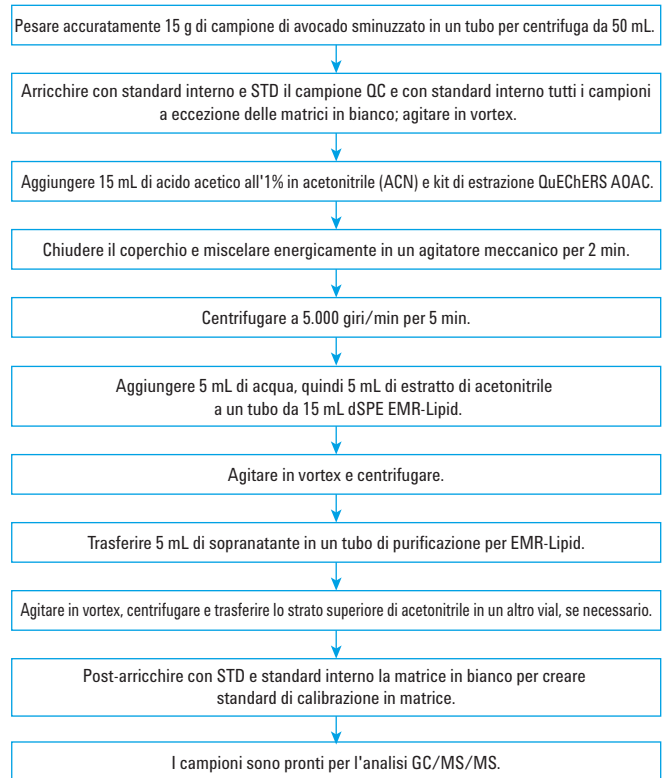 Pesare accuratamente 15 g di campione di avocado sminuzzato in un tubo per centrifuga da 50 mL.
Arricchire con standard interno e STD il campione QC e con standard interno tutti i campioni
a eccezione delle matrici in bianco; agitare in vortex.
Aggiungere 15 mL di acido acetico all'1% in acetonitrile (ACN) e kit di estrazione QuEChERS AOAC.
Chiudere il coperchio e miscelare energicamente in un agitatore meccanico per 2 min.
Centrifugare a 5.000 giri/min per 5 min.
Aggiungere 5 mL di acqua, quindi 5 mL di estratto di acetonitrile
a un tubo da 15 mL dSPE EMR-Lipid.
Agitare in vortex e centrifugare.
Trasferire 5 mL di sopranatante in un tubo di purificazione per EMR-Lipid.
Agitare in vortex, centrifugare e trasferire lo strato superiore di acetonitrile in un altro vial, se necessario.
Post-arricchire con STD e standard interno la matrice in bianco per creare
standard di calibrazione in matrice.
I campioni sono pronti per l'analisi GC/MS/MS.